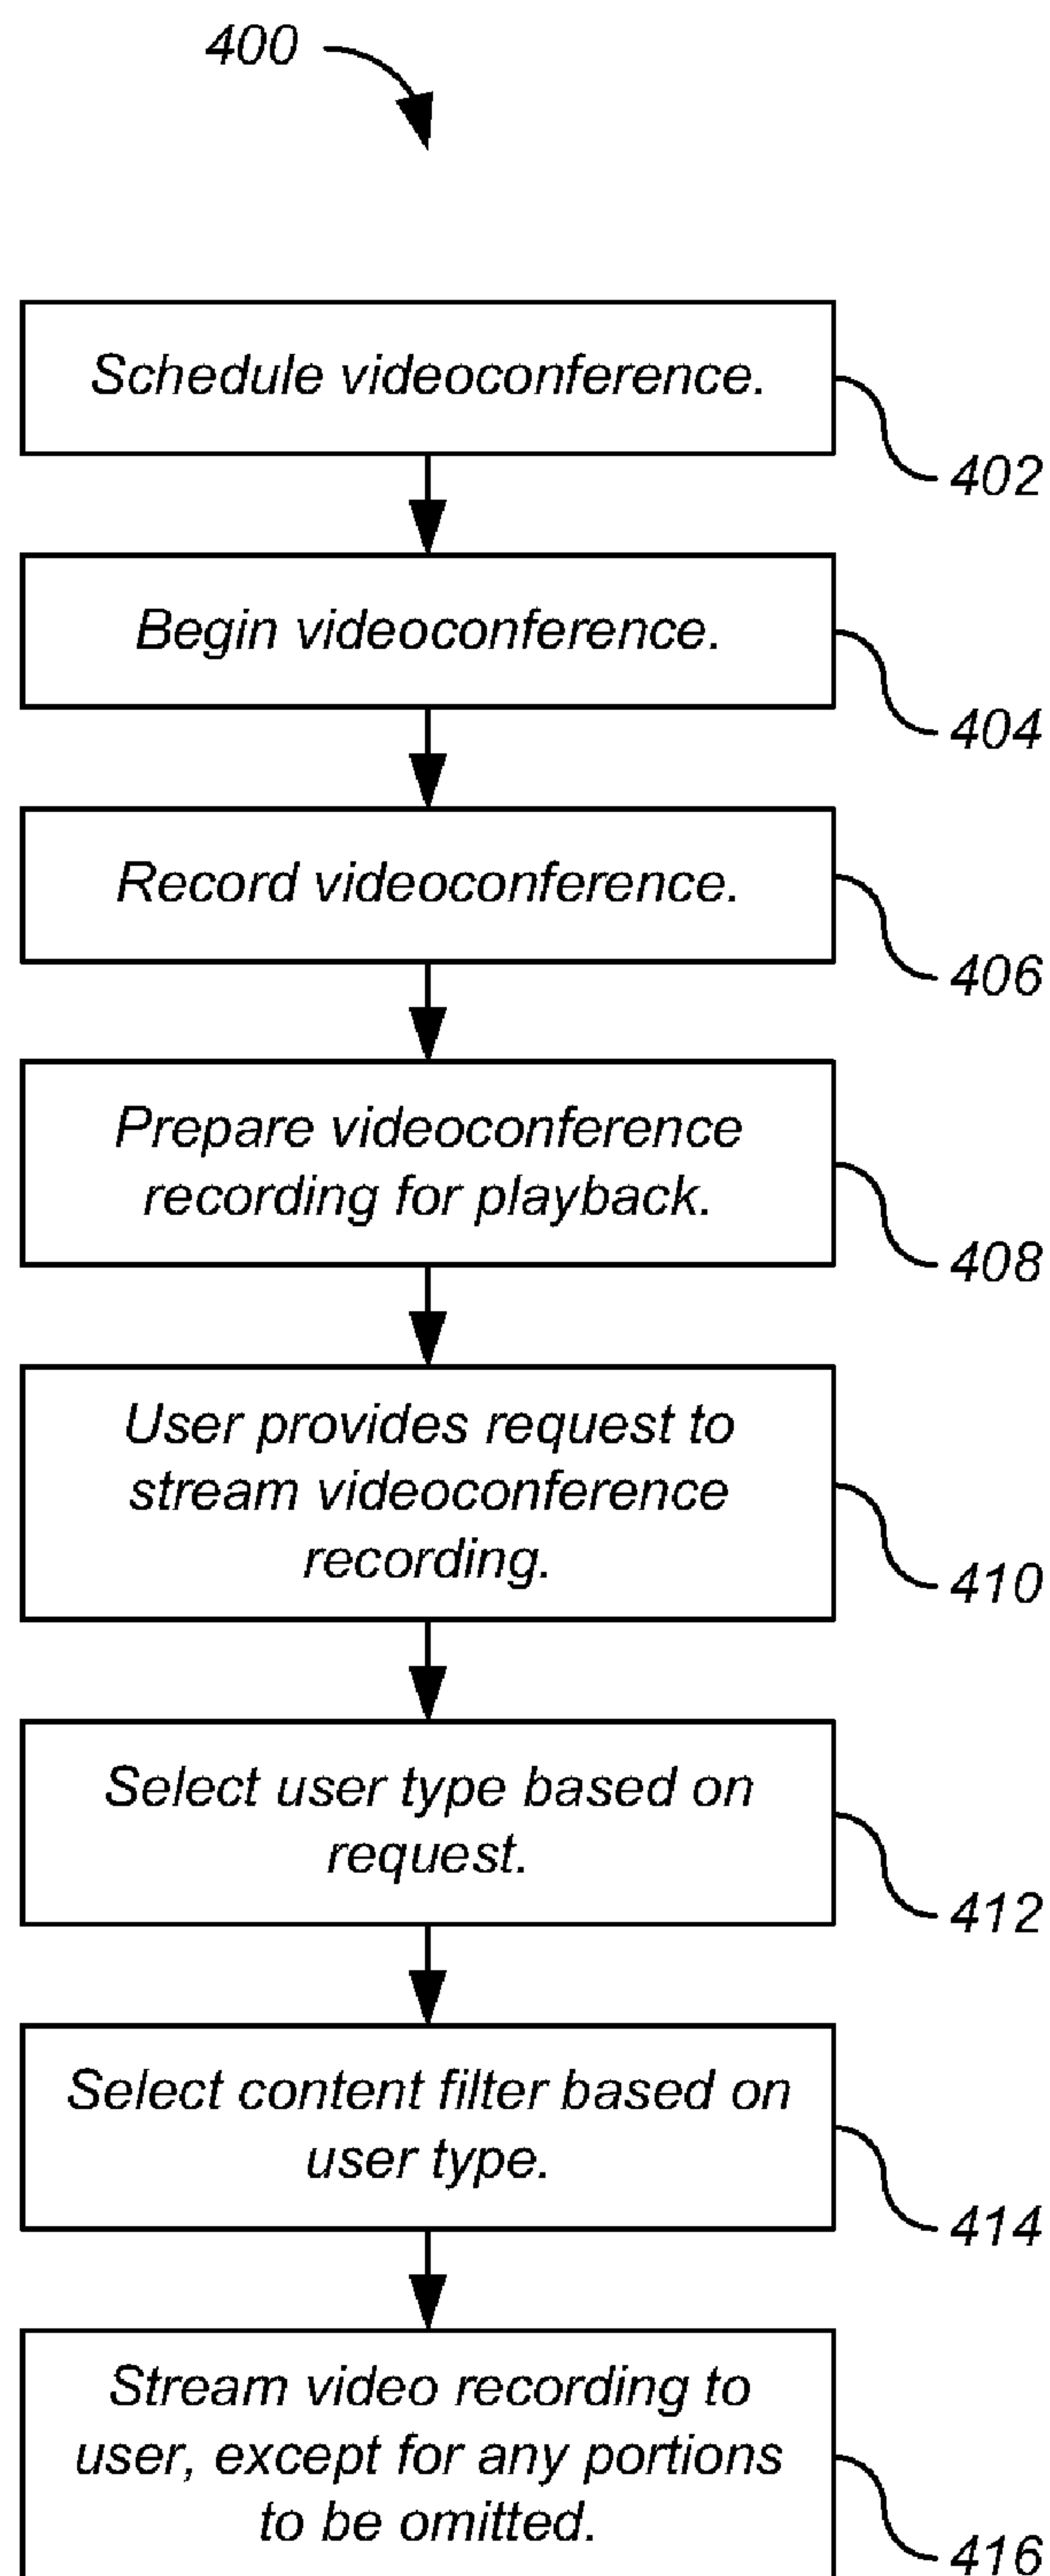 400
Schedule videoconference.
402
Begin videoconference.
404
Record videoconference.
406
Prepare videoconference
recording for playback.
408
User provides request to
stream videoconference
recording.
410
Select user type based on
request.
412
Select content filter based on
user type.
414
Stream video recording to
user, except for any portions
to be omitted.
416